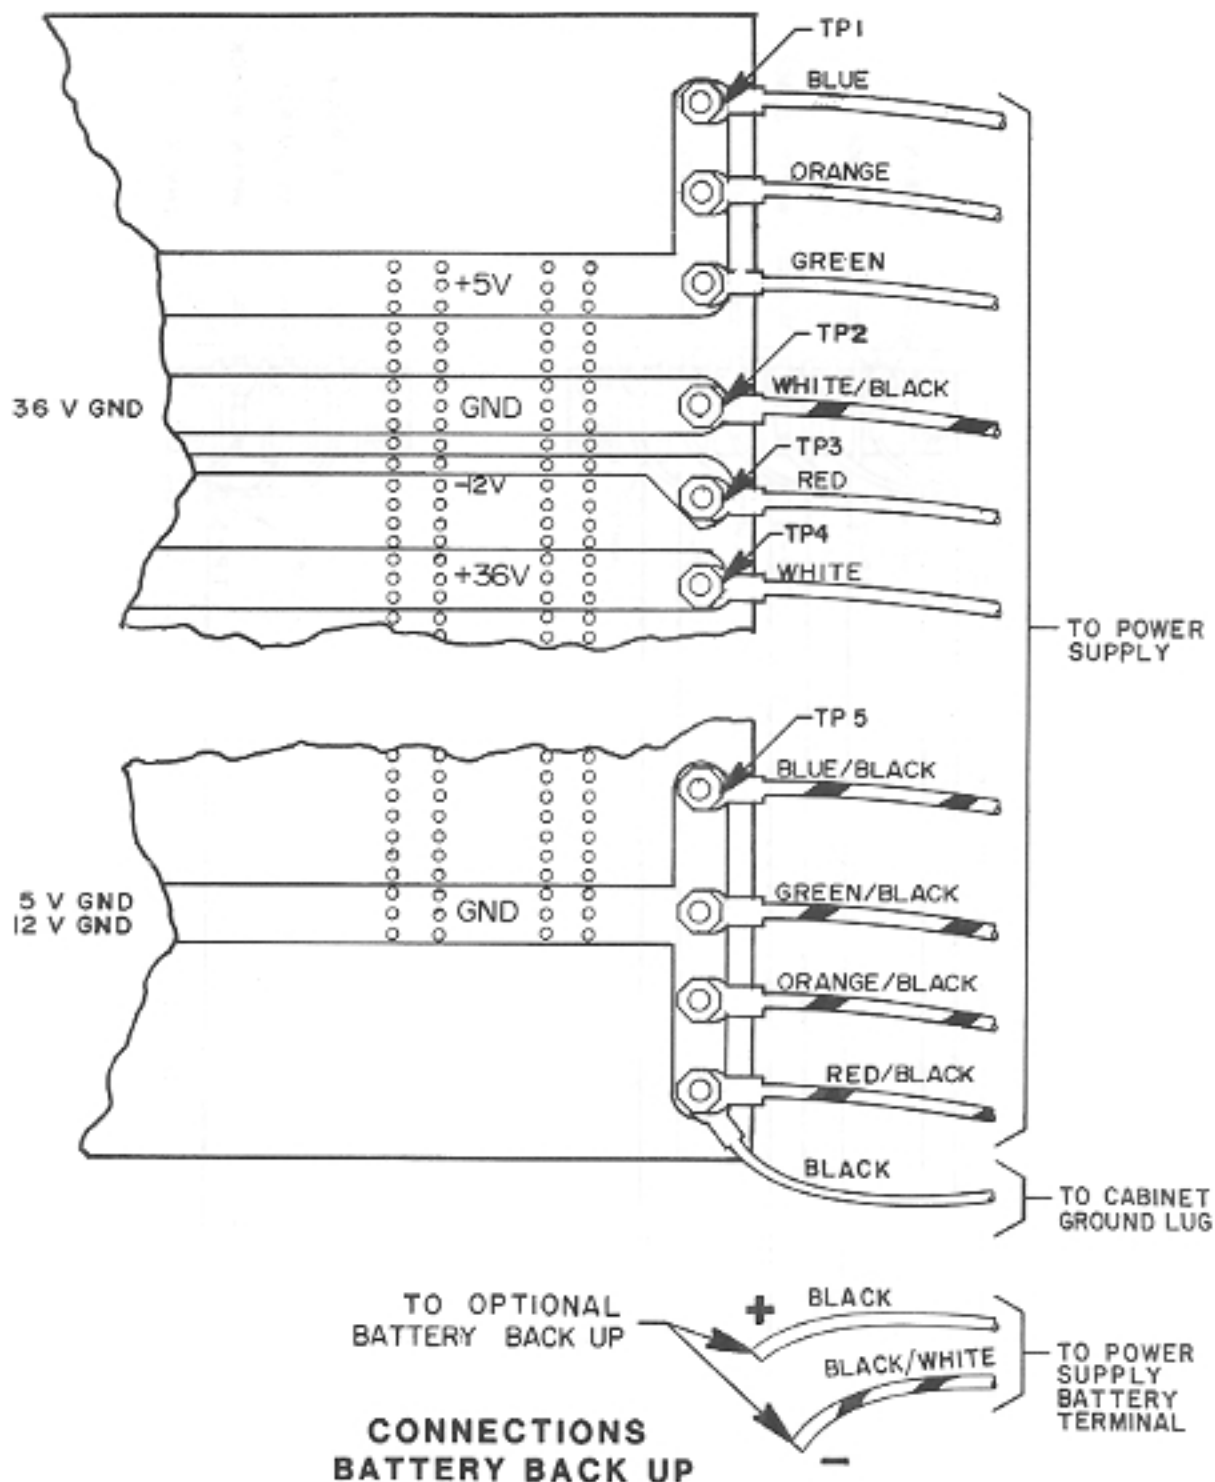 TP1
BLUE
ORANGE
GREEN
+5V
TP2
WHITE/BLACK
36 V GND
GND
TP3
RED
-12V
TP4
WHITE
+36V
TO POWER
SUPPLY
TP 5
BLUE/BLACK
GREEN/BLACK
5 V GND
12 V GND
GND
ORANGE/BLACK
RED/BLACK
BLACK
TO CABINET
GROUND LUG
TO OPTIONAL
BATTERY BACK UP
+
BLACK
BLACK/WHITE
-
TO POWER
SUPPLY
BATTERY
TERMINAL
CONNECTIONS
BATTERY BACK UP